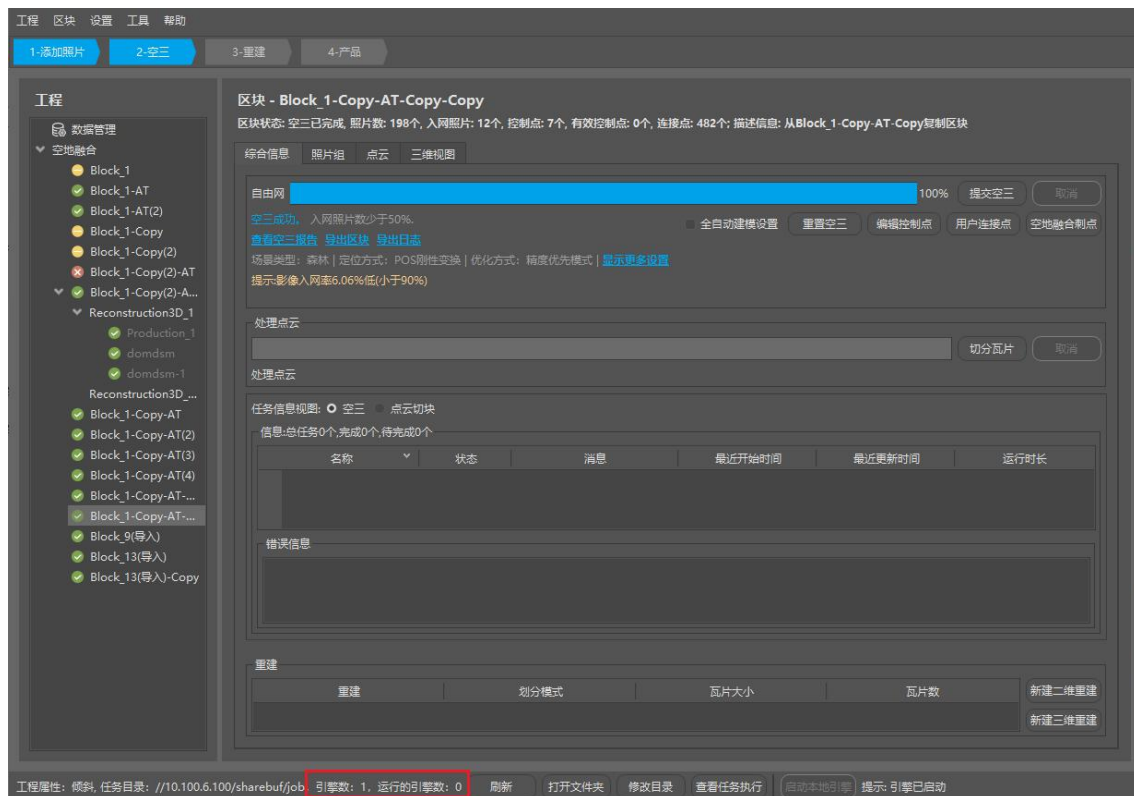 工程 区块 设置 工具 帮助
1-添加照片 2-空三 3-重建 4-产品
工程
数据管理
空地融合
Block_1
Block_1-AT
Block_1-AT(2)
Block_1-Copy
Block_1-Copy(2)
Block_1-Copy(2)-AT
Block_1-Copy(2)-A...
Reconstruction3D_1
Production_1
domdsm
domdsm-1
Reconstruction3D_...
Block_1-Copy-AT
Block_1-Copy-AT(2)
Block_1-Copy-AT(3)
Block_1-Copy-AT(4)
Block_1-Copy-AT-...
Block_1-Copy-AT-...
Block_9(导入)
Block_13(导入)
Block_13(导入)-Copy
区块 - Block_1-Copy-AT-Copy-Copy
区块状态: 空三已完成, 照片数: 198个, 入网照片: 12个, 控制点: 7个, 有效控制点: 0个, 连接点: 482个; 描述信息: 从Block_1-Copy-AT-Copy复制区块
综合信息 照片组 点云 三维视图
自由网 100% 提交空三 取消
空三成功。 入网照片数少于50%. 全自动建模设置 重置空三 编辑控制点 用户连接点 空地融合刺点
查看空三报告 导出区块 导出日志
场景类型：森林 | 定位方式：POS刚性变换 | 优化方式：精度优先模式 | 显示更多设置
提示:影像入网率6.06%低(小于90%)
处理点云
切分瓦片 取消
处理点云
任务信息视图: 空三 点云切块
信息:总任务0个,完成0个,待完成0个
名称 状态 消息 最近开始时间 最近更新时间 运行时长
错误信息
重建
重建 划分模式 瓦片大小 瓦片数 新建二维重建
新建三维重建
工程属性: 倾斜, 任务目录: //10.100.6.100/sharebuf/job, 引擎数: 1, 运行的引擎数: 0 刷新 打开文件夹 修改目录 查看任务执行 启动本地引擎 提示: 引擎已启动